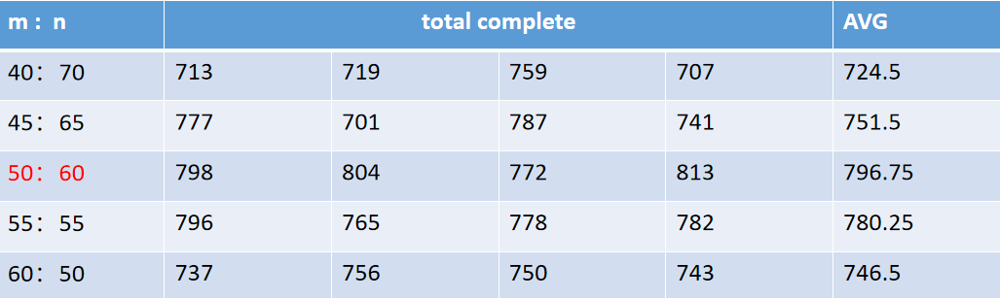 m : n total complete AVG
40：70 713 719 759 707 724.5
45：65 777 701 787 741 751.5
50：60 798 804 772 813 796.75
55：55 796 765 778 782 780.25
60：50 737 756 750 743 746.5